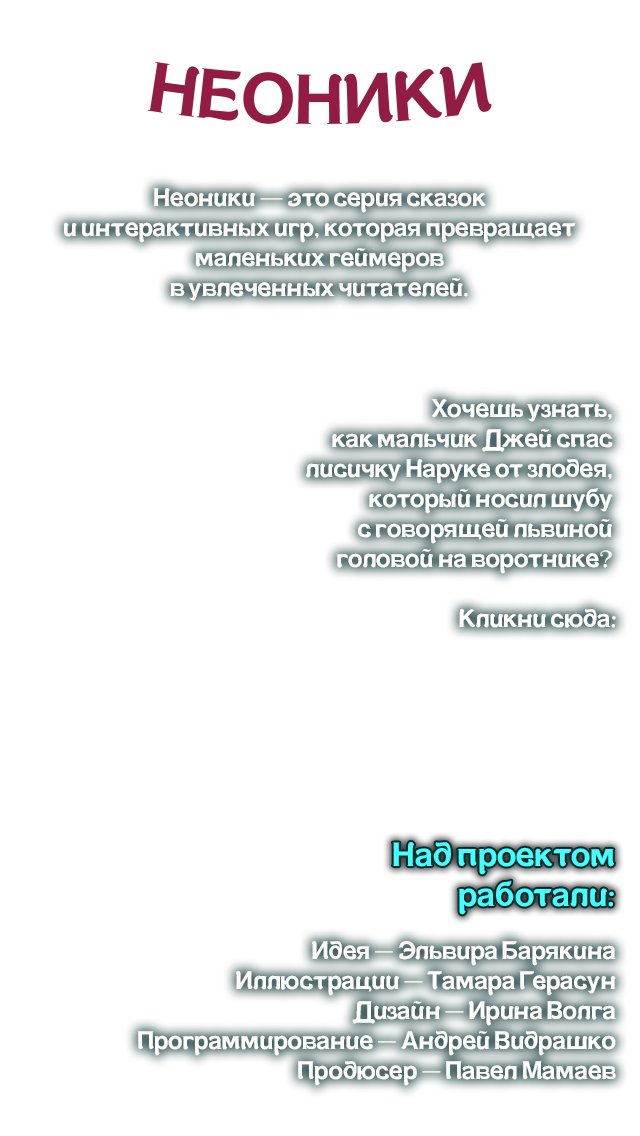 НЕОНИКИ
Неоники — это серия сказок
и интерактивных игр, которая превращает
маленьких геймеров
в увлеченных читателей.
Хочешь узнать,
как мальчик Джей спас
лисичку Наруке от злодея,
который носил шубу
с говорящей львиной
головой на воротнике?
Кликни сюда:
Над проектом
работали:
Идея — Эльвира Барякина
Иллюстрации — Тамара Герасун
Дизайн — Ирина Волга
Программирование — Андрей Видрашко
Продюсер — Павел Мамаев